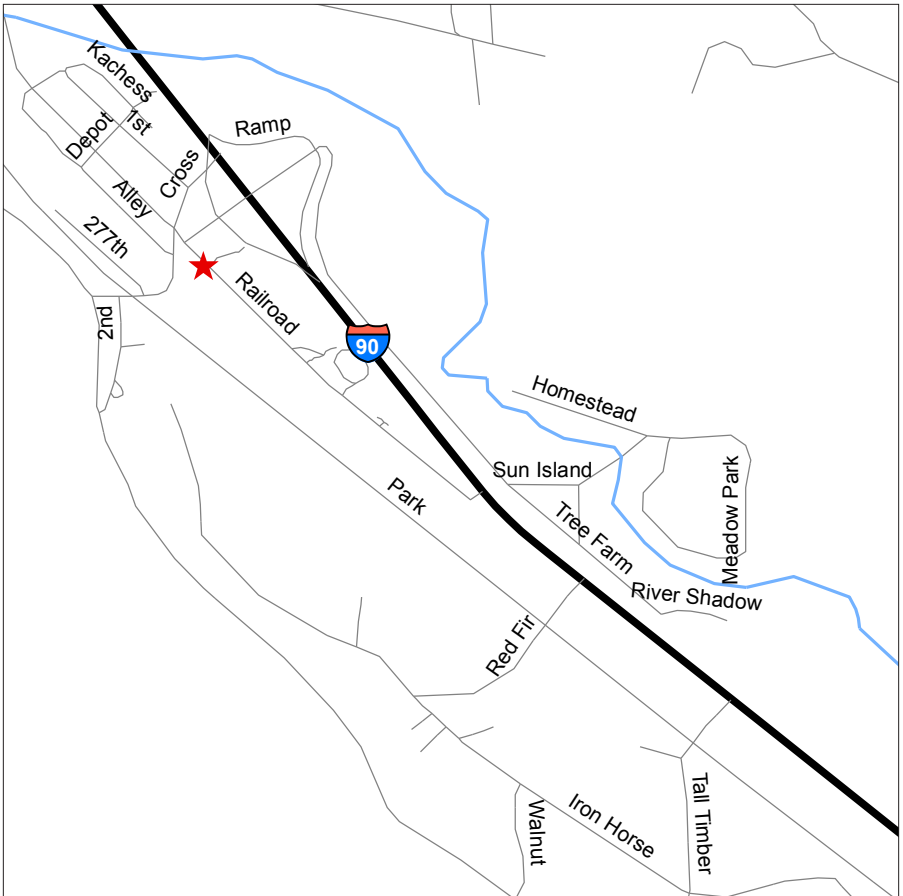 Kachess
Ramp
1st
Depot
Cross
Alley
277th
Railroad
2nd
90
Homestead
Sun Island
Park
Meadow Park
Tree Farm
River Shadow
Red Fir
Tall Timber
Iron Horse
Walnut